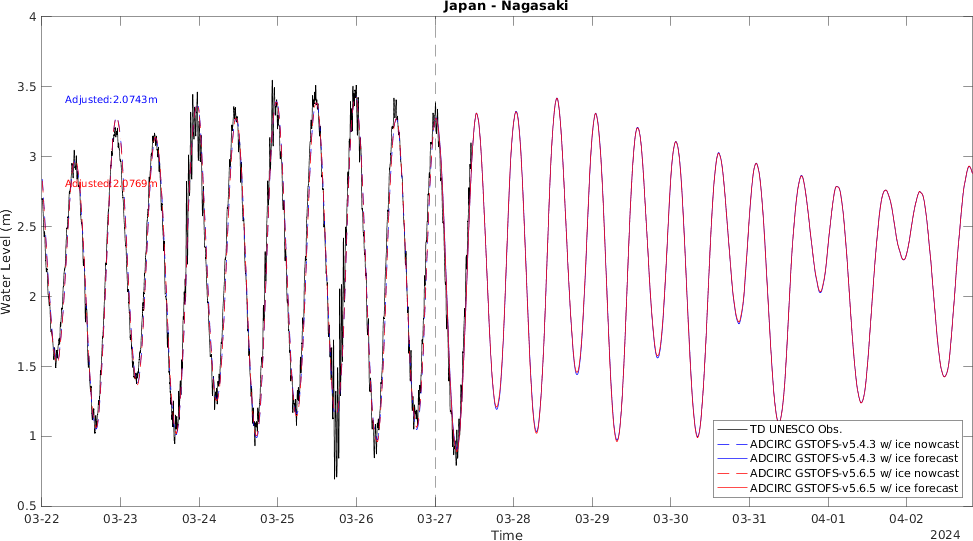 Japan - Nagasaki
4
3.5
3
2.5
2
1.5
1
0.5
Water Level (m)
Adjusted:2.0743m
Adjusted:2.0769m
TD UNESCO Obs.
ADCIRC GSTOFS-v5.4.3 w/ ice nowcast
ADCIRC GSTOFS-v5.4.3 w/ ice forecast
ADCIRC GSTOFS-v5.6.5 w/ ice nowcast
ADCIRC GSTOFS-v5.6.5 w/ ice forecast
03-22 03-23 03-24 03-25 03-26 03-27 03-28 03-29 03-30 03-31 04-01 04-02
Time
2024